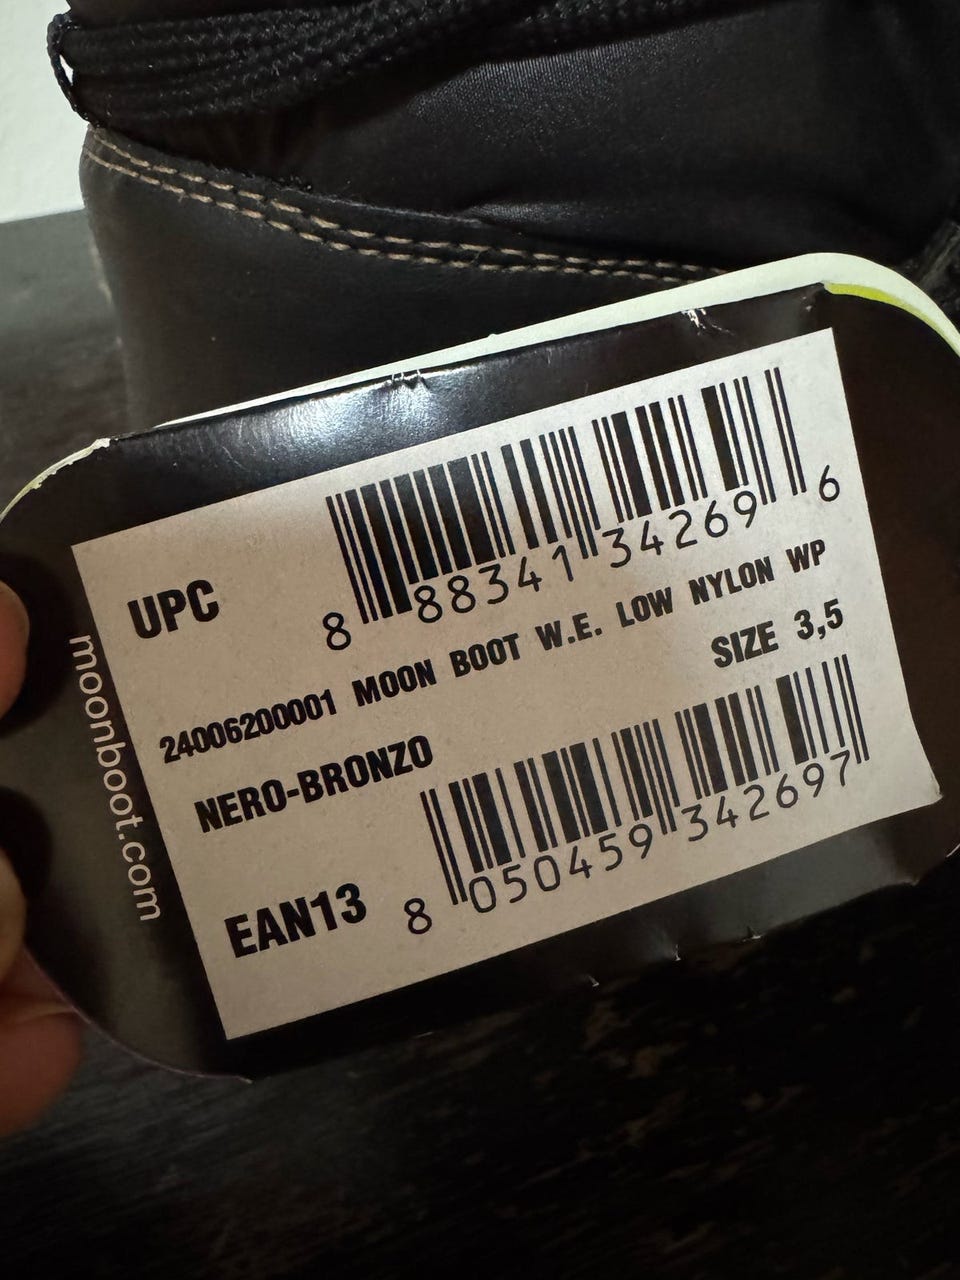 UPC
8 88341 34269 6
24006200001 MOON BOOT W.E. LOW NYLON WP
NERO-BRONZO
SIZE 3,5
EAN13
8 050459 342697
moonboot.com